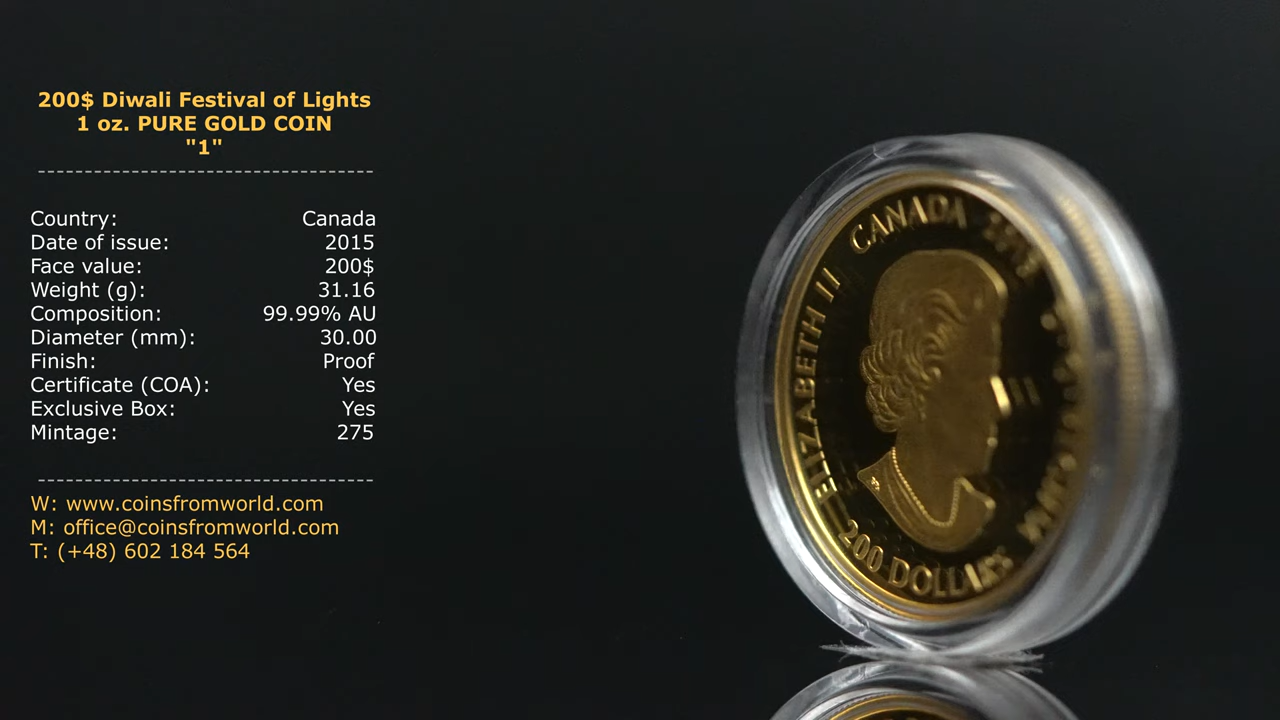 200$ Diwali Festival of Lights
1 oz. PURE GOLD COIN
"1"
------------------------------------
Country: Canada
Date of issue: 2015
Face value: 200$
Weight (g): 31.16
Composition: 99.99% AU
Diameter (mm): 30.00
Finish: Proof
Certificate (COA): Yes
Exclusive Box: Yes
Mintage: 275
------------------------------------
W: www.coinsfromworld.com
M: office@coinsfromworld.com
T: (+48) 602 184 564
ELIZABETH II CANADA
200 DOLLARS